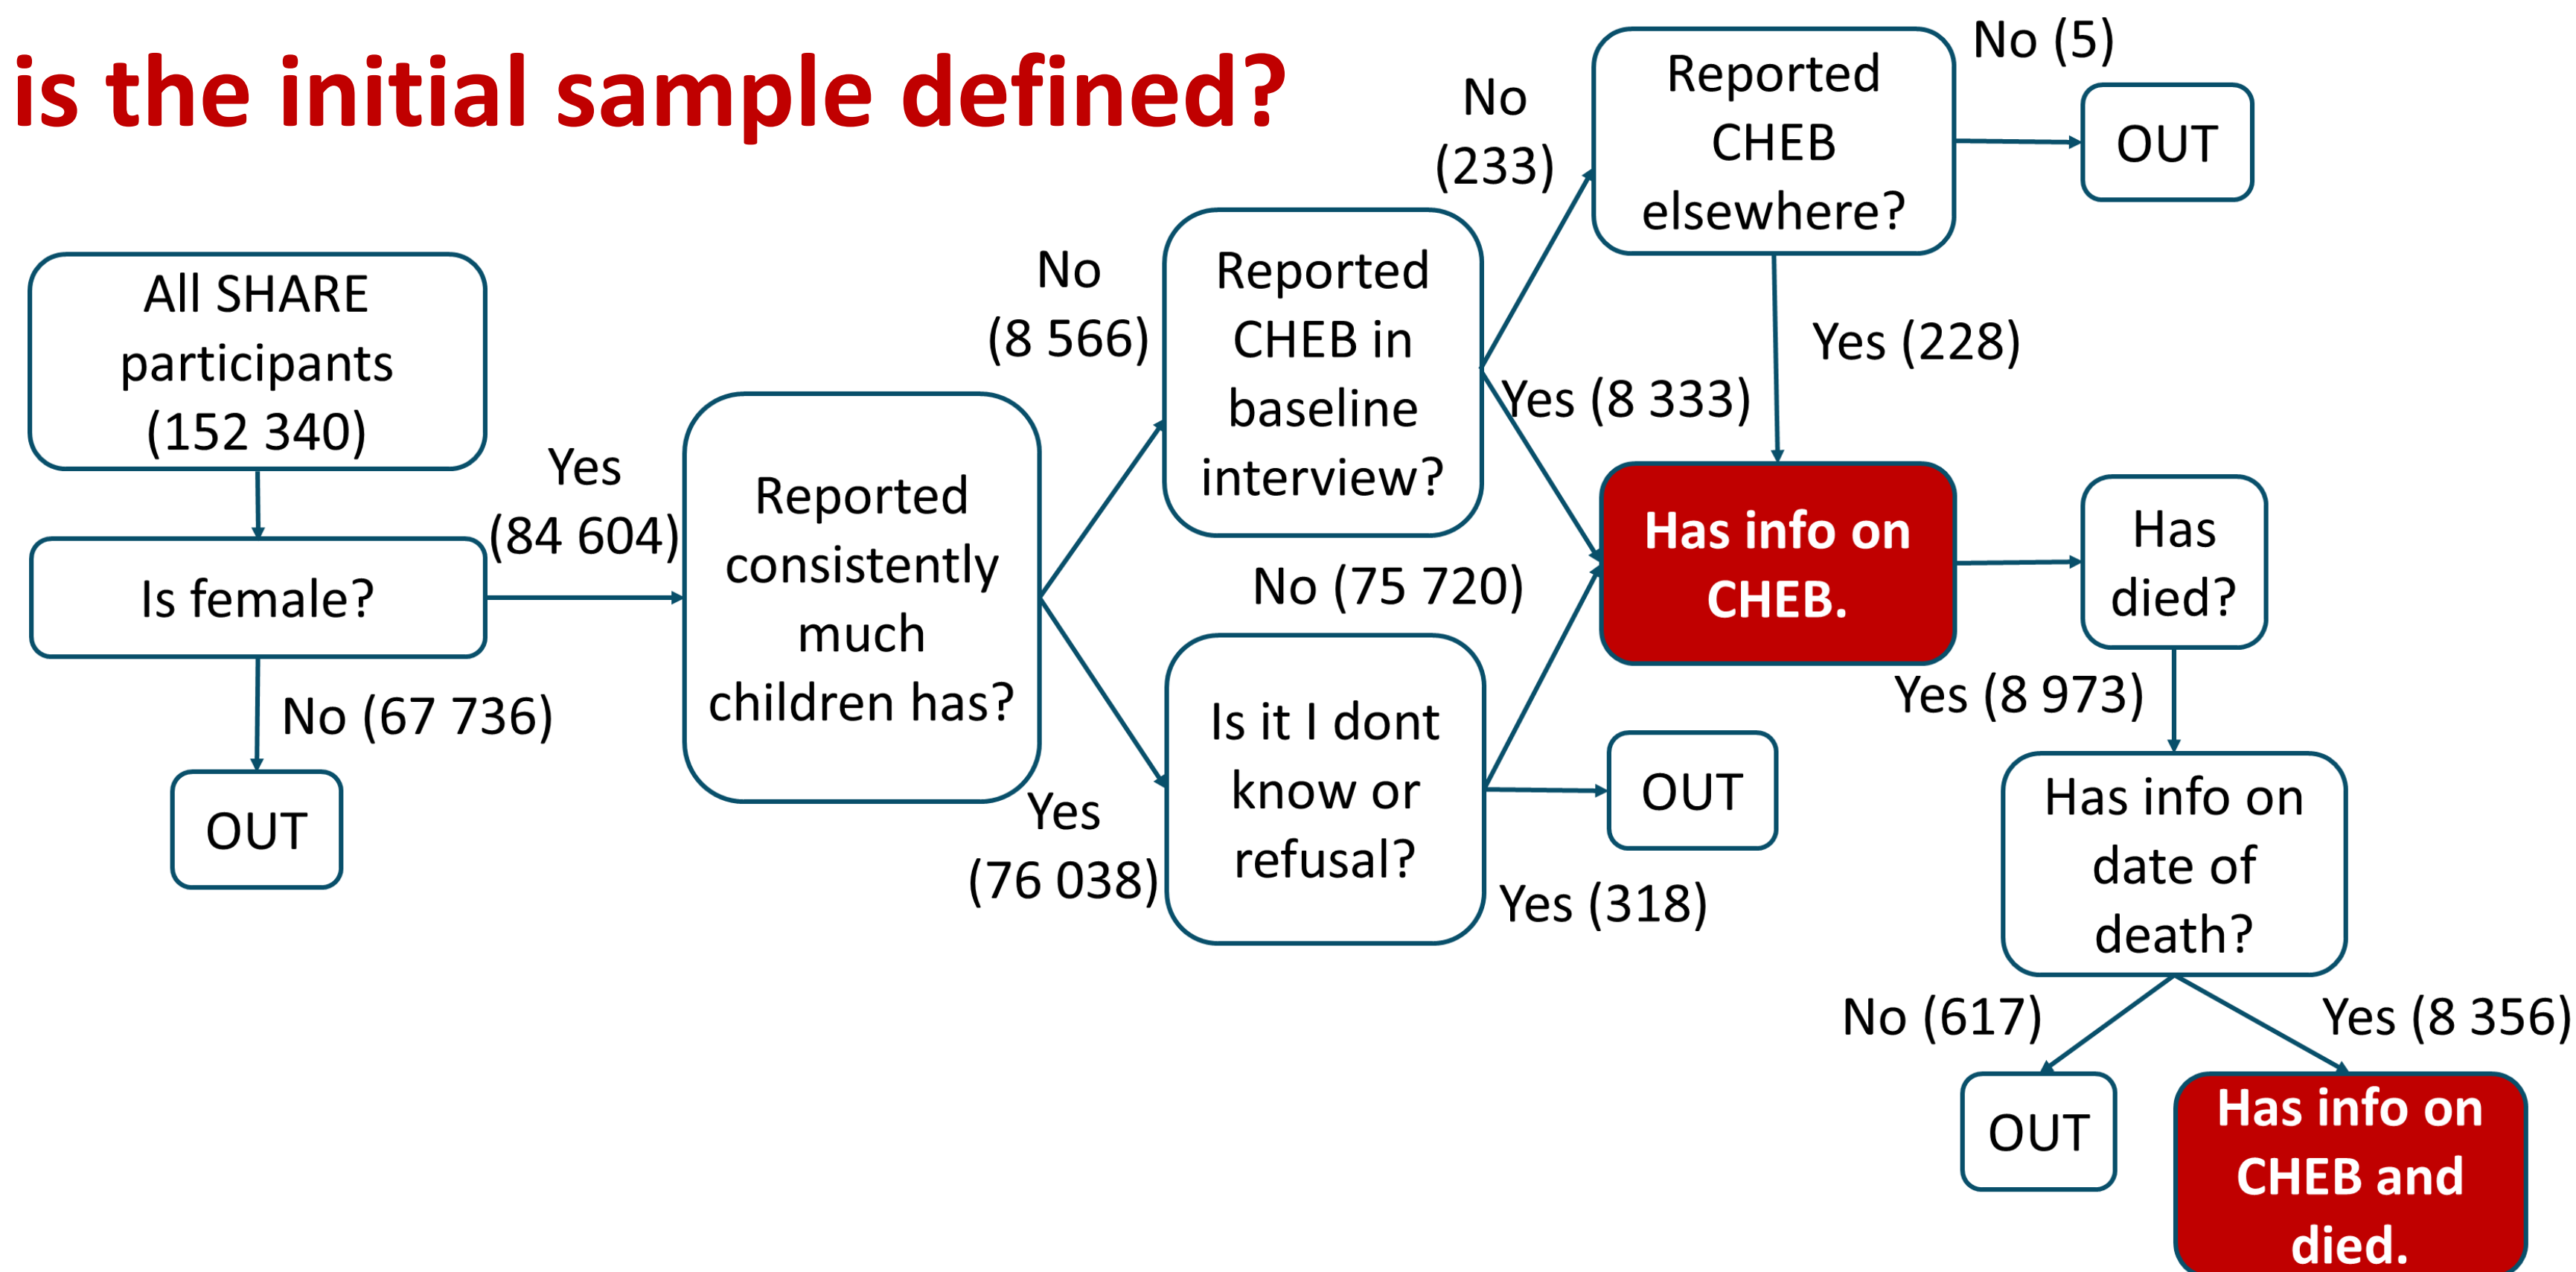 is the initial sample defined?
All SHARE
participants
(152 340)
Is female?
No (67 736)
OUT
Yes
(84 604)
Reported
consistently
much
children has?
No
(8 566)
Yes
(76 038)
Reported
CHEB in
baseline
interview?
No
(233)
Yes (8 333)
Reported
CHEB
elsewhere?
No (5)
OUT
Yes (228)
Is it I dont
know or
refusal?
No (75 720)
Yes (318)
OUT
Has info on
CHEB.
Has
died?
Yes (8 973)
Has info on
date of
death?
No (617)
OUT
Yes (8 356)
Has info on
CHEB and
died.